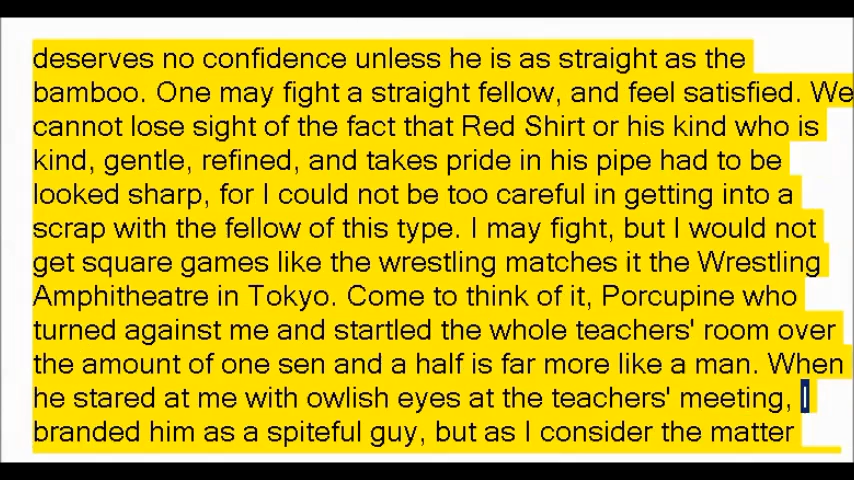 deserves no confidence unless he is as straight as the
bamboo. One may fight a straight fellow, and feel satisfied. We
cannot lose sight of the fact that Red Shirt or his kind who is
kind, gentle, refined, and takes pride in his pipe had to be
looked sharp, for I could not be too careful in getting into a
scrap with the fellow of this type. I may fight, but I would not
get square games like the wrestling matches it the Wrestling
Amphitheatre in Tokyo. Come to think of it, Porcupine who
turned against me and startled the whole teachers' room over
the amount of one sen and a half is far more like a man. When
he stared at me with owlish eyes at the teachers' meeting, I
branded him as a spiteful guy, but as I consider the matter